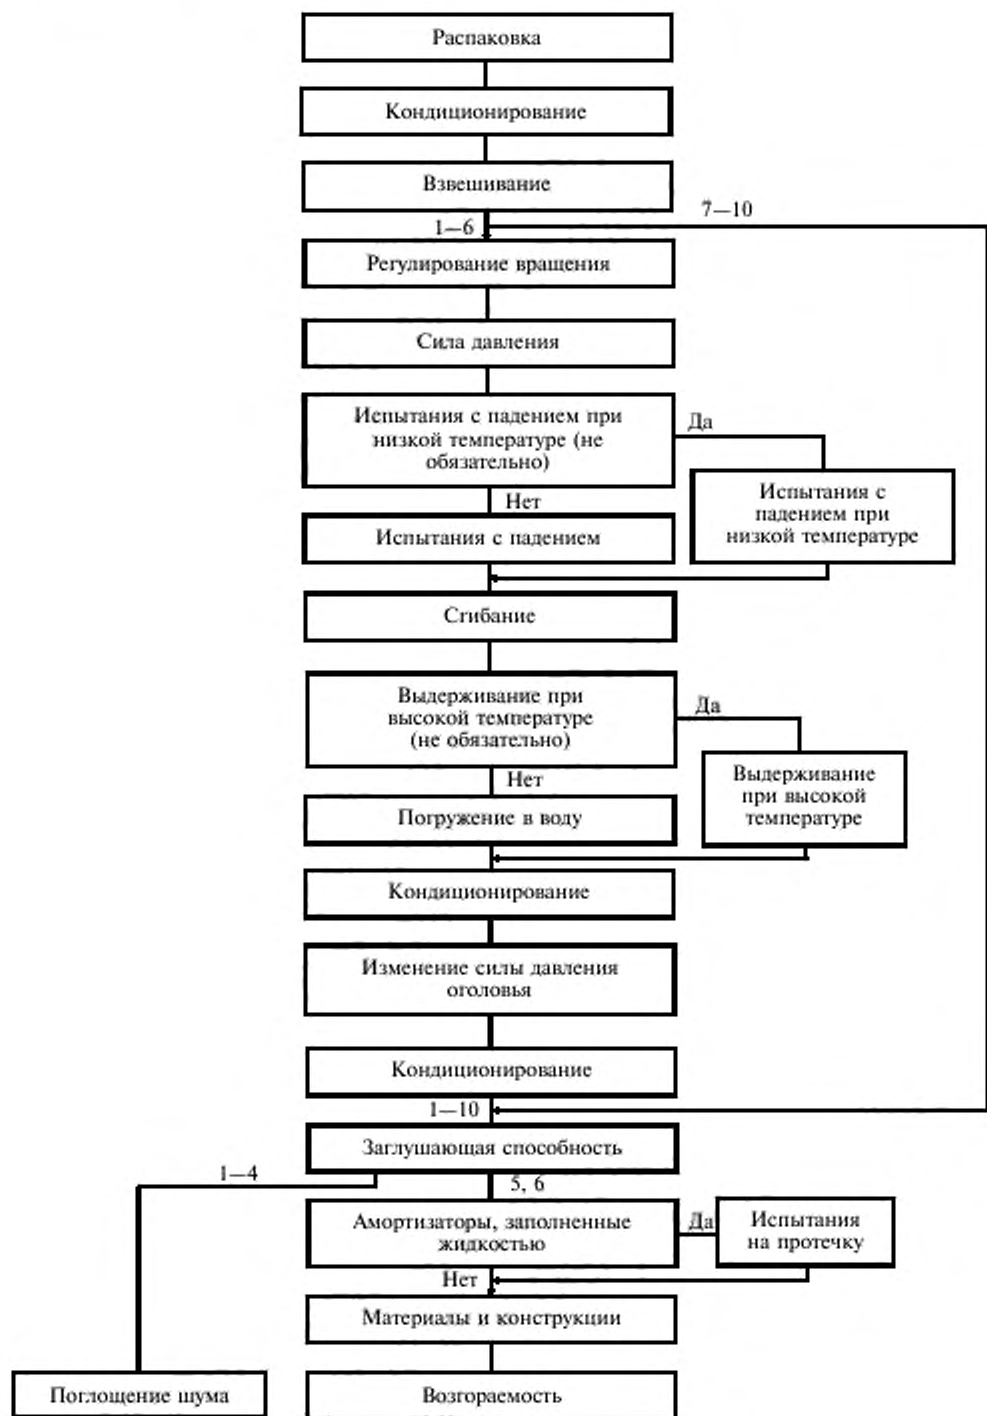 Распаковка
Кондиционирование
Взвешивание
7—10
1—6
Регулирование вращения
Сила давления
Испытания с падением при
низкой температуре (не
обязательно)
Да
Нет
Испытания с
падением при
низкой температуре
Испытания с падением
Сгибание
Выдерживание при
высокой температуре
(не обязательно)
Да
Нет
Выдерживание
при высокой
температуре
Погружение в воду
Кондиционирование
Изменение силы давления
оголовья
Кондиционирование
1—10
Заглушающая способность
1—4
5, 6
Амортизаторы, заполненные
жидкостью
Да
Испытания
на протечку
Нет
Материалы и конструкции
Поглощение шума
Возгораемость